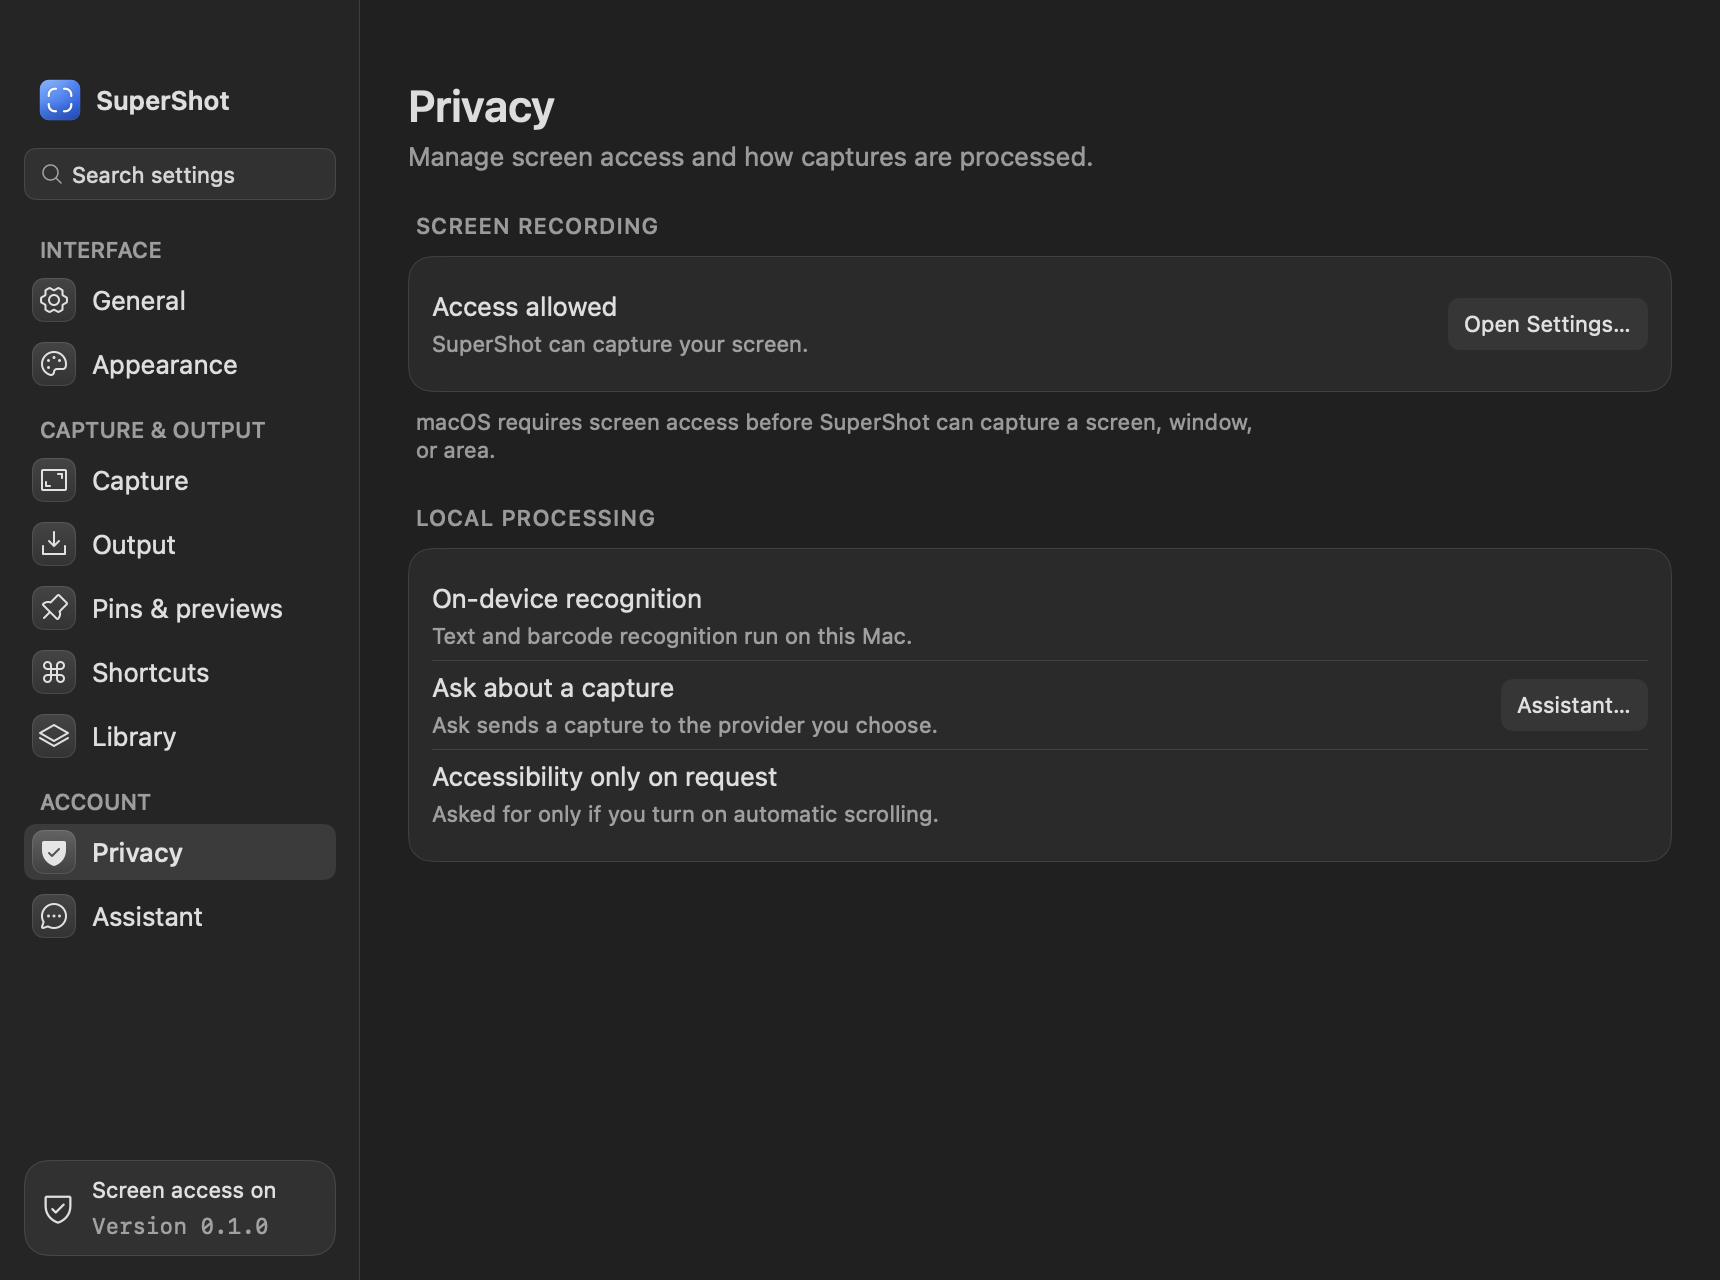 SuperShot
Search settings
INTERFACE
General
Appearance
CAPTURE & OUTPUT
Capture
Output
Pins & previews
Shortcuts
Library
ACCOUNT
Privacy
Assistant
Screen access on
Version 0.1.0
Privacy
Manage screen access and how captures are processed.
SCREEN RECORDING
Access allowed
SuperShot can capture your screen.
Open Settings...
macOS requires screen access before SuperShot can capture a screen, window,
or area.
LOCAL PROCESSING
On-device recognition
Text and barcode recognition run on this Mac.
Ask about a capture
Ask sends a capture to the provider you choose.
Assistant...
Accessibility only on request
Asked for only if you turn on automatic scrolling.